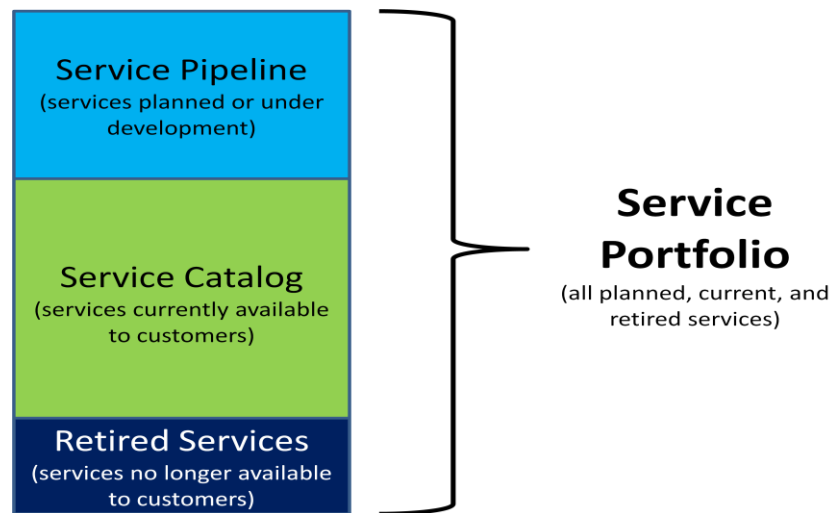 Service Pipeline
(services planned or under
development)
Service Catalog
(services currently available
to customers)
Retired Services
(services no longer available
to customers)
Service
Portfolio
(all planned, current, and
retired services)